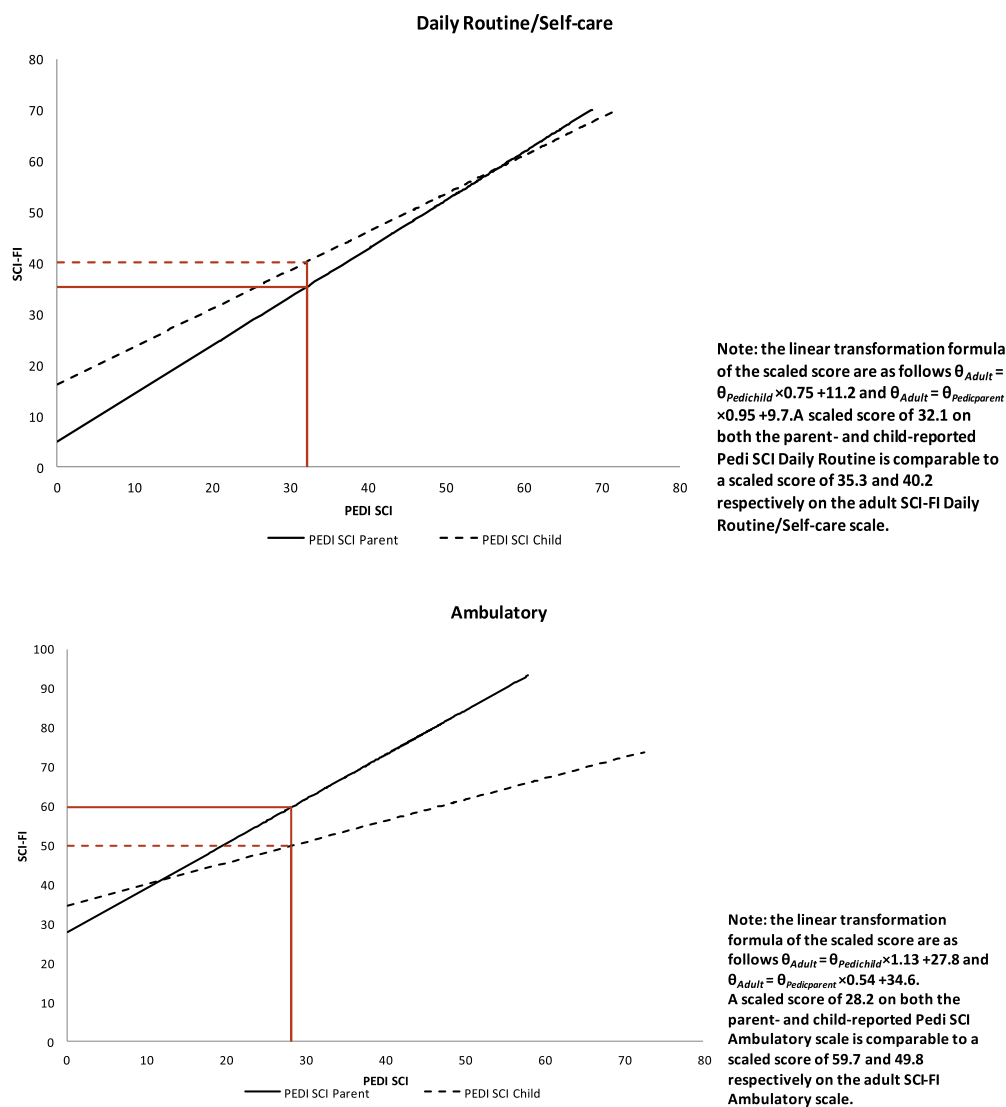 Daily Routine/Self-care
80
70
60
50
40
30
20
10
0
SCI-FI
0 10 20 30 40 50 60 70 80
PEDI SCI
PEDI SCI Parent PEDI SCI Child
Note: the linear transformation formula
of the scaled score are as follows θAdult =
θPedichild ×0.75 +11.2 and θAdult = θPedicparent
×0.95 +9.7.A scaled score of 32.1 on
both the parent- and child-reported
Pedi SCI Daily Routine is comparable to
a scaled score of 35.3 and 40.2
respectively on the adult SCI-FI Daily
Routine/Self-care scale.
Ambulatory
100
90
80
70
60
50
40
30
20
10
0
SCI-FI
0 10 20 30 40 50 60 70 80
PEDI SCI
PEDI SCI Parent PEDI SCI Child
Note: the linear transformation
formula of the scaled score are as
follows θAdult = θPedichild ×1.13 +27.8 and
θAdult = θPedicparent ×0.54 +34.6.
A scaled score of 28.2 on both the
parent- and child-reported Pedi SCI
Ambulatory scale is comparable to a
scaled score of 59.7 and 49.8
respectively on the adult SCI-FI
Ambulatory scale.